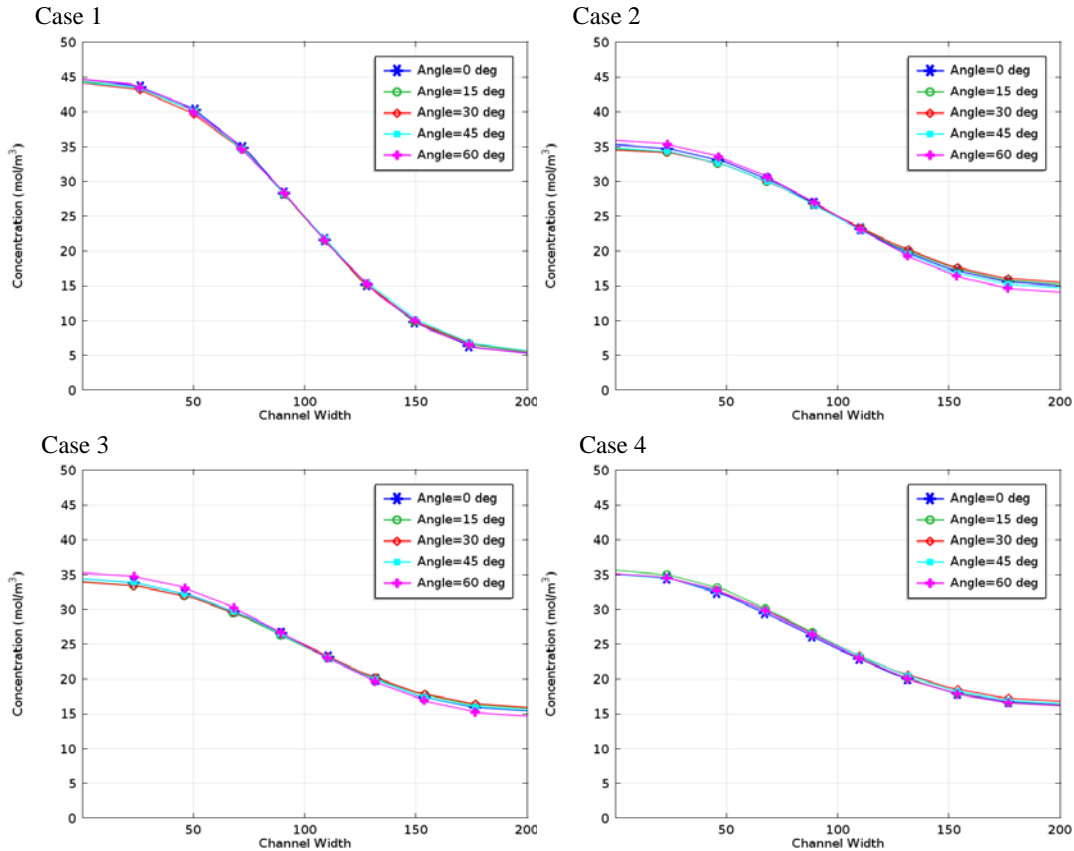 Case 1
50
45
40
35
30
25
20
15
10
5
0
Concentration (mol/m³)
50
100
150
200
Channel Width
Angle=0 deg
Angle=15 deg
Angle=30 deg
Angle=45 deg
Angle=60 deg
Case 2
50
45
40
35
30
25
20
15
10
5
0
Concentration (mol/m³)
50
100
150
200
Channel Width
Angle=0 deg
Angle=15 deg
Angle=30 deg
Angle=45 deg
Angle=60 deg
Case 3
50
45
40
35
30
25
20
15
10
5
0
Concentration (mol/m³)
50
100
150
200
Channel Width
Angle=0 deg
Angle=15 deg
Angle=30 deg
Angle=45 deg
Angle=60 deg
Case 4
50
45
40
35
30
25
20
15
10
5
0
Concentration (mol/m³)
50
100
150
200
Channel Width
Angle=0 deg
Angle=15 deg
Angle=30 deg
Angle=45 deg
Angle=60 deg